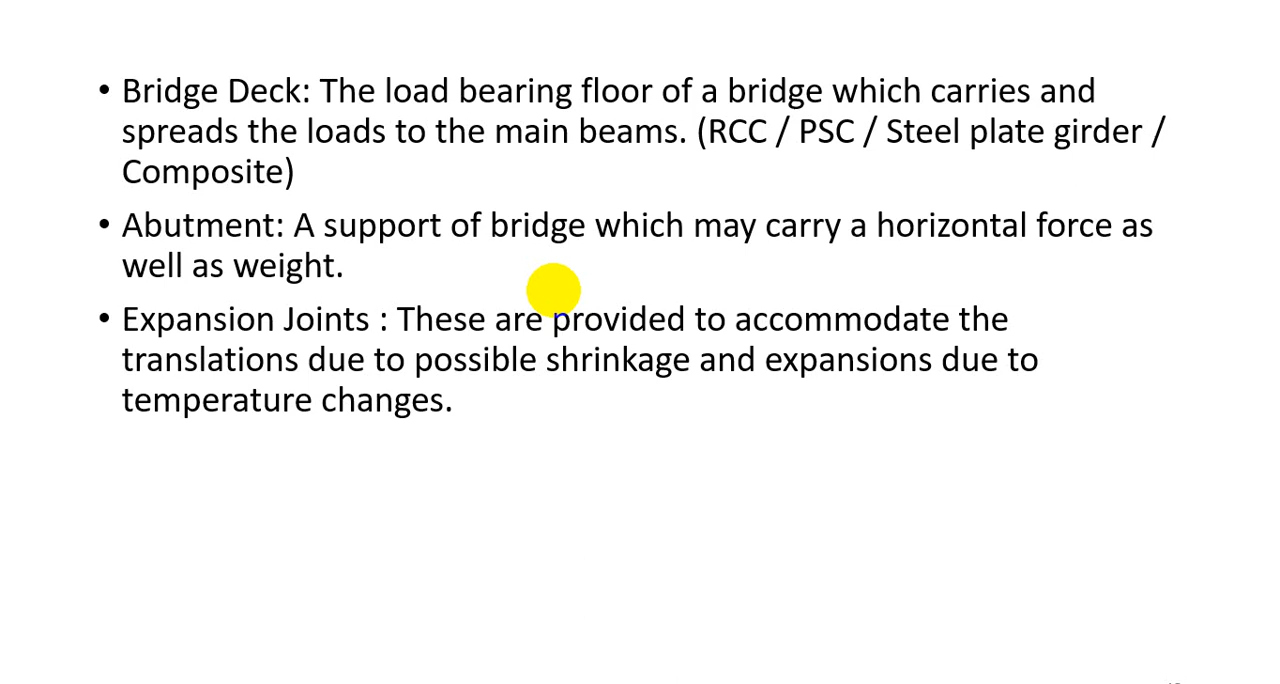 • Bridge Deck: The load bearing floor of a bridge which carries and
spreads the loads to the main beams. (RCC / PSC / Steel plate girder /
Composite)
• Abutment: A support of bridge which may carry a horizontal force as
well as weight.
• Expansion Joints : These are provided to accommodate the
translations due to possible shrinkage and expansions due to
temperature changes.